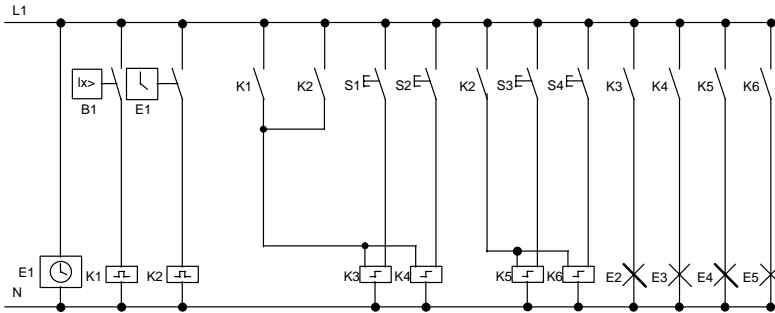 L1
lx> K1 K2 S1 S2 K2 S3 S4 K3 K4 K5 K6
B1 E1
E1 K1 K2 K3 K4 K5 K6 E2 E3 E4 E5
N